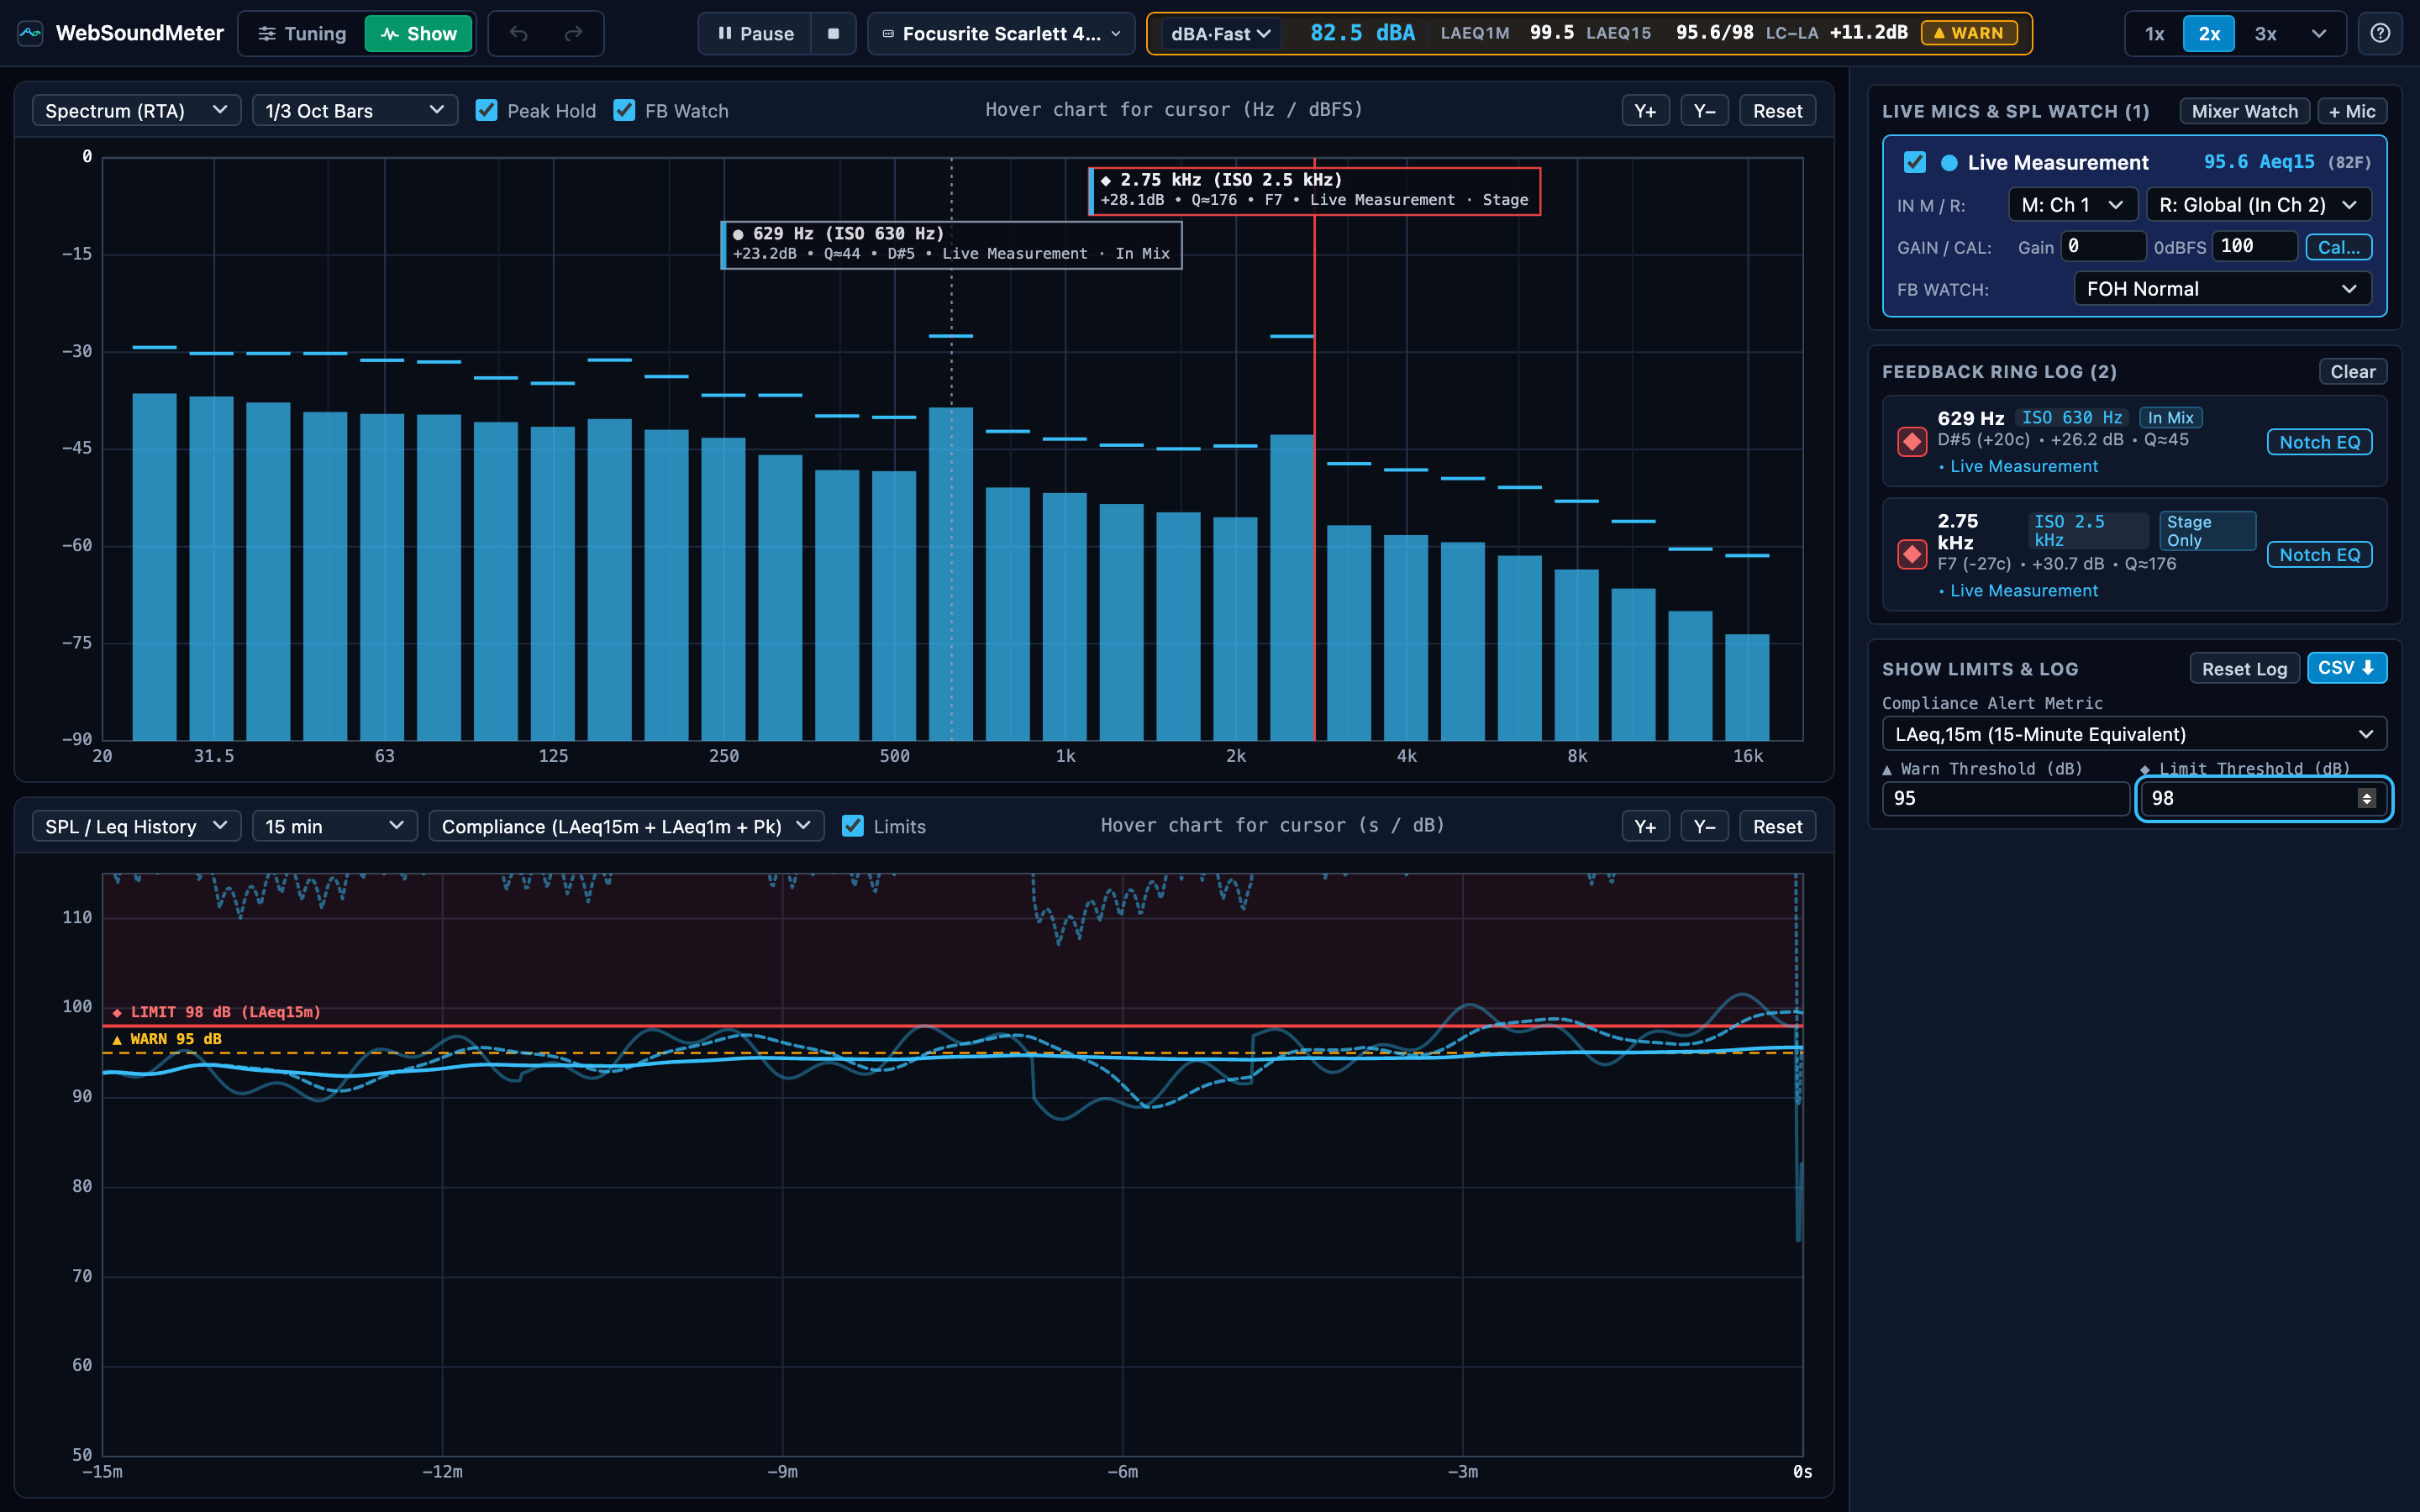 WebSoundMeter Tuning Show Pause Focusrite Scarlett 4... dBA·Fast 82.5 dBA LAEQ1M 99.5 LAEQ15 95.6/98 LC−LA +11.2dB ▲ WARN 1x 2x 3x
Spectrum (RTA) 1/3 Oct Bars Peak Hold FB Watch Hover chart for cursor (Hz / dBFS) Y+ Y− Reset
0
−15
−30
−45
−60
−75
−90
◆ 2.75 kHz (ISO 2.5 kHz)
+28.1dB • Q≈176 • F7 • Live Measurement · Stage
● 629 Hz (ISO 630 Hz)
+23.2dB • Q≈44 • D#5 • Live Measurement · In Mix
20 31.5 63 125 250 500 1k 2k 4k 8k 16k
SPL / Leq History 15 min Compliance (LAeq15m + LAeq1m + Pk) Limits Hover chart for cursor (s / dB) Y+ Y− Reset
110
100
◆ LIMIT 98 dB (LAeq15m)
▲ WARN 95 dB
90
80
70
60
50
−15m −12m −9m −6m −3m 0s
LIVE MICS & SPL WATCH (1) Mixer Watch + Mic
Live Measurement 95.6 Aeq15 (82F)
IN M / R: M: Ch 1 R: Global (In Ch 2)
GAIN / CAL: Gain 0 0dBFS 100 Cal...
FB WATCH: FOH Normal
FEEDBACK RING LOG (2) Clear
629 Hz ISO 630 Hz In Mix
D#5 (+20c) • +26.2 dB • Q≈45
• Live Measurement
Notch EQ
2.75 kHz ISO 2.5 kHz Stage Only
F7 (-27c) • +30.7 dB • Q≈176
• Live Measurement
Notch EQ
SHOW LIMITS & LOG Reset Log CSV ⬇
Compliance Alert Metric
LAeq,15m (15-Minute Equivalent)
▲ Warn Threshold (dB) ◆ Limit Threshold (dB)
95 98